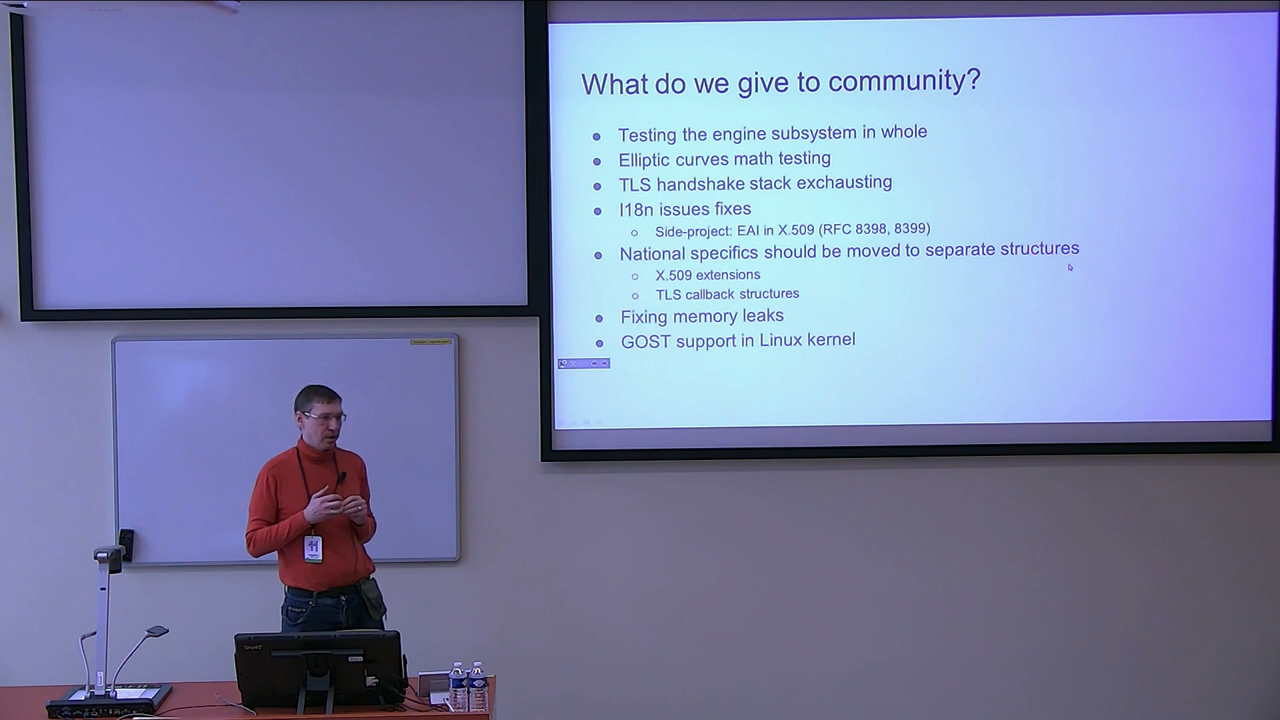 What do we give to community?
Testing the engine subsystem in whole
Elliptic curves math testing
TLS handshake stack exchausting
I18n issues fixes
Side-project: EAI in X.509 (RFC 8398, 8399)
National specifics should be moved to separate structures
X.509 extensions
TLS callback structures
Fixing memory leaks
GOST support in Linux kernel